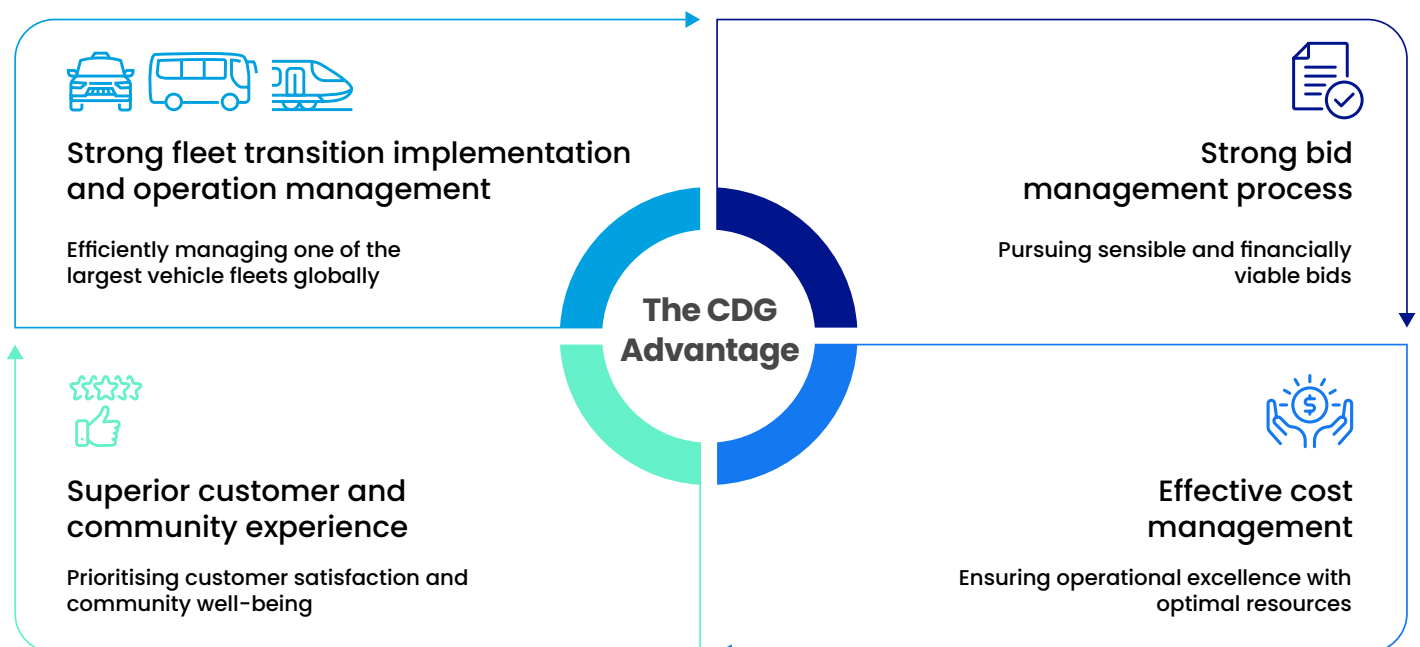 Strong fleet transition implementation
and operation management
Efficiently managing one of the
largest vehicle fleets globally
Strong bid
management process
Pursuing sensible and financially
viable bids
The CDG
Advantage
Superior customer and
community experience
Prioritising customer satisfaction and
community well-being
$
Effective cost
management
Ensuring operational excellence with
optimal resources